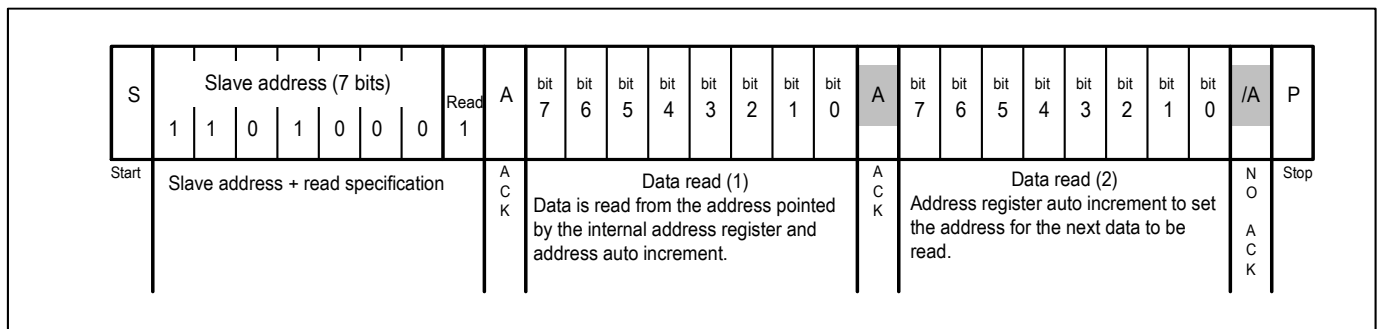 S
Slave address (7 bits)
1 1 0 1 0 0 0
Read
1
A
bit 7 bit 6 bit 5 bit 4 bit 3 bit 2 bit 1 bit 0
A
bit 7 bit 6 bit 5 bit 4 bit 3 bit 2 bit 1 bit 0
/A
P
Start
Slave address + read specification
A
C
K
Data read (1)
Data is read from the address pointed
by the internal address register and
address auto increment.
A
C
K
Data read (2)
Address register auto increment to set
the address for the next data to be
read.
N
O
A
C
K
Stop